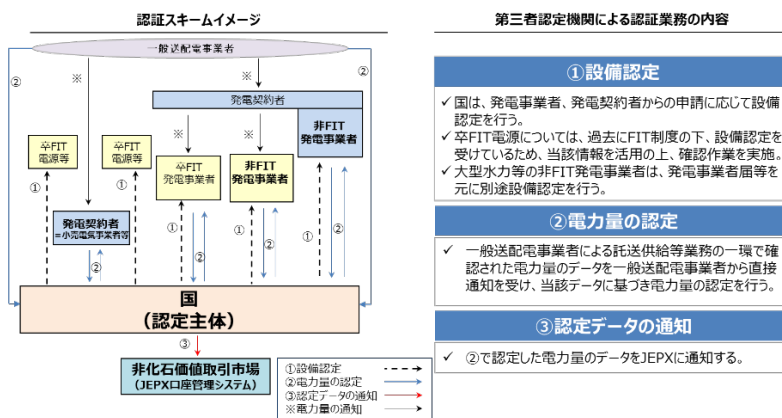 認証スキームイメージ
一般送配電事業者
②
※
※
②
発電契約者
卒FIT
電源等
卒FIT
電源等
※
※
非FIT
発電事業者
卒FIT
発電事業者
非FIT
発電事業者
①
①
発電契約者
＝小売電気事業者等
①
①
①
②
②
②
②
国
（認定主体）
③
非化石価値取引市場
（JEPX口座管理システム）
①設備認定
②電力量の認定
③認定データの通知
※電力量の通知
第三者認定機関による認証業務の内容
①設備認定
✓ 国は、発電事業者、発電契約者からの申請に応じて設備
認定を行う。
✓ 卒FIT電源については、過去にFIT制度の下、設備認定を
受けているため、当該情報を活用の上、確認作業を実施。
✓ 大型水力等の非FIT発電事業者は、発電事業者届等を
元に別途設備認定を行う。
②電力量の認定
✓ 一般送配電事業者による託送供給等業務の一環で確
認された電力量のデータを一般送配電事業者から直接
通知を受け、当該データに基づき電力量の認定を行う。
③認定データの通知
✓ ②で認定した電力量のデータをJEPXに通知する。